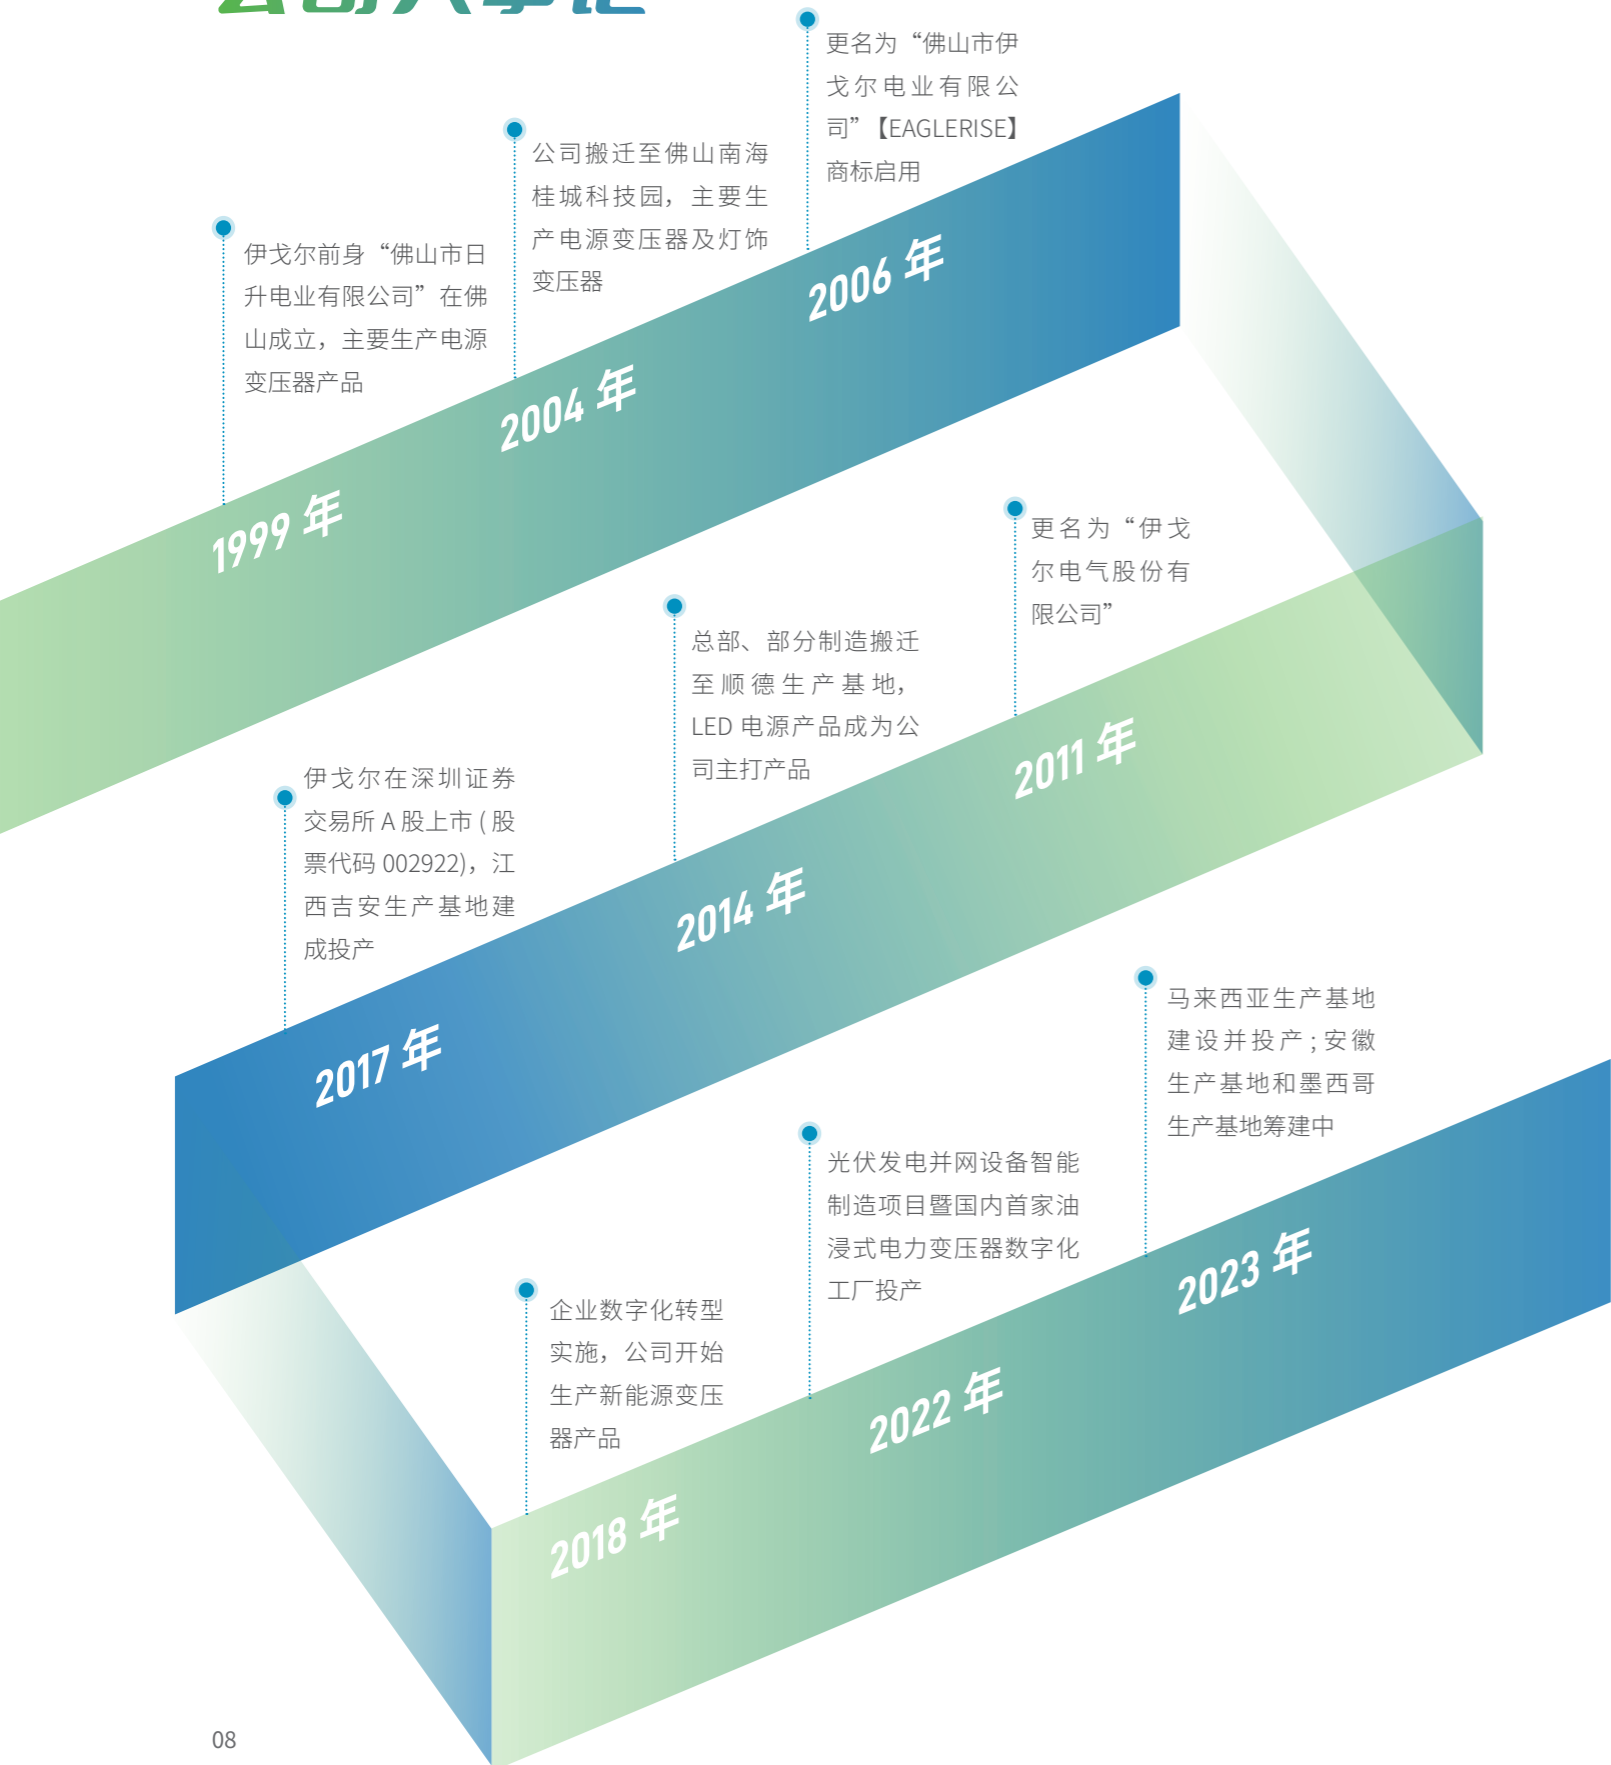 伊戈尔前身“佛山市日
升电业有限公司”在佛
山成立，主要生产电源
变压器产品
1999 年
公司搬迁至佛山南海
桂城科技园，主要生
产电源变压器及灯饰
变压器
2004 年
更名为“佛山市伊
戈尔电业有限公
司”【EAGLERISE】
商标启用
2006 年
更名为“伊戈
尔电气股份有
限公司”
2011 年
总部、部分制造搬迁
至顺德生产基地，
LED 电源产品成为公
司主打产品
2014 年
伊戈尔在深圳证券
交易所 A 股上市 ( 股
票代码 002922)，江
西吉安生产基地建
成投产
2017 年
企业数字化转型
实施，公司开始
生产新能源变压
器产品
2018 年
光伏发电并网设备智能
制造项目暨国内首家油
浸式电力变压器数字化
工厂投产
2022 年
马来西亚生产基地
建设并投产 ; 安徽
生产基地和墨西哥
生产基地筹建中
2023 年
08